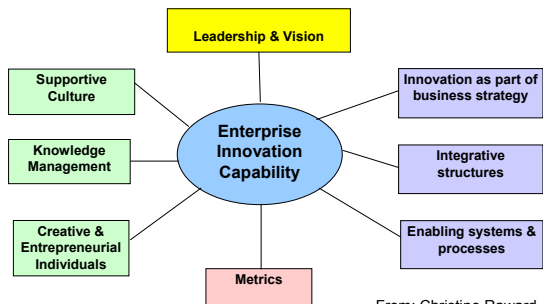 Leadership & Vision
Supportive
Culture
Innovation as part of
business strategy
Enterprise
Innovation
Capability
Knowledge
Management
Integrative
structures
Creative &
Entrepreneurial
Individuals
Enabling systems &
processes
Metrics
From: Christine Raward